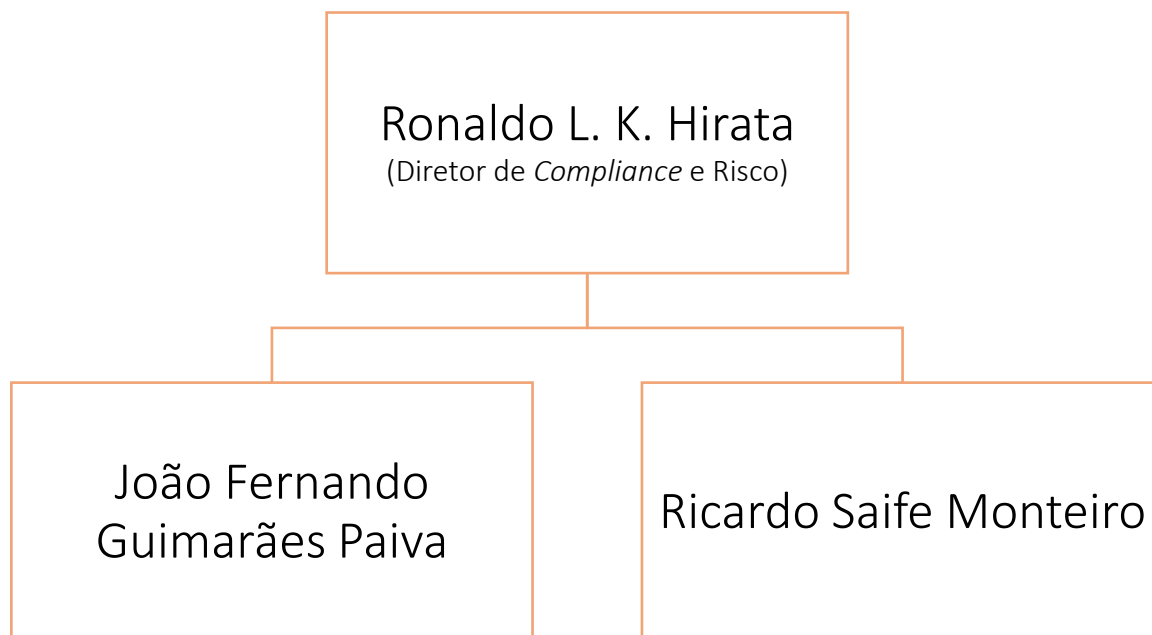 Ronaldo L. K. Hirata
(Diretor de Compliance e Risco)
João Fernando
Guimarães Paiva
Ricardo Saife Monteiro